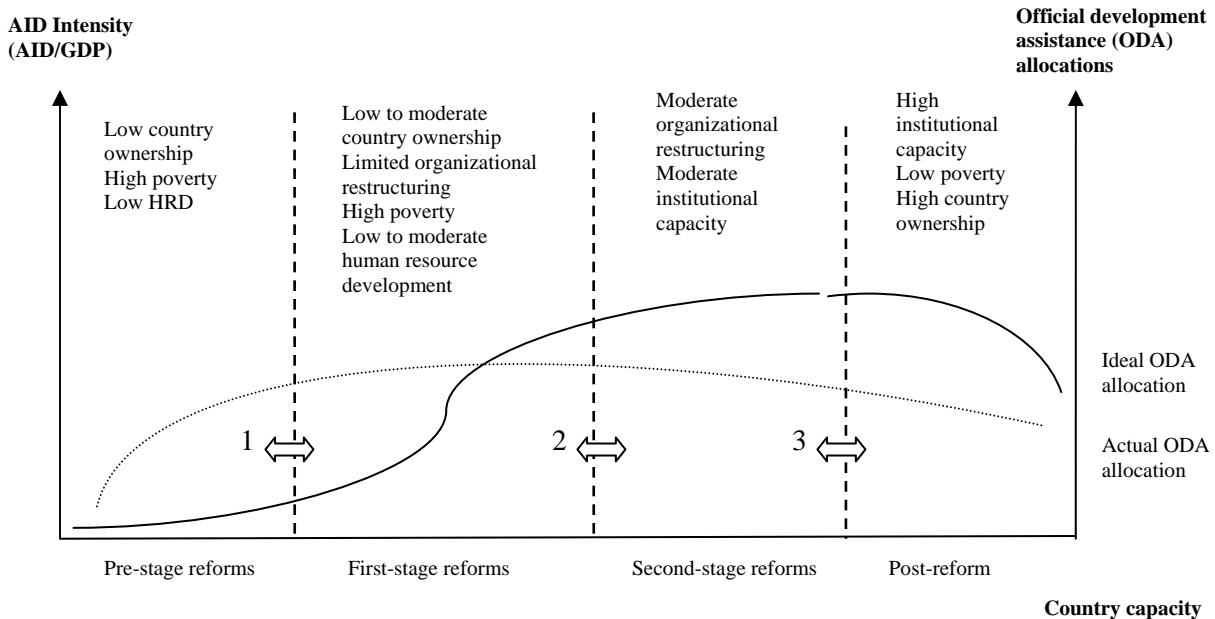 AID Intensity
(AID/GDP)
Official development
assistance (ODA)
allocations
Low country
ownership
High poverty
Low HRD
Low to moderate
country ownership
Limited organizational
restructuring
High poverty
Low to moderate
human resource
development
Moderate
organizational
restructuring
Moderate
institutional
capacity
High
institutional
capacity
Low poverty
High country
ownership
Ideal ODA
allocation
Actual ODA
allocation
1
2
3
Pre-stage reforms
First-stage reforms
Second-stage reforms
Post-reform
Country capacity